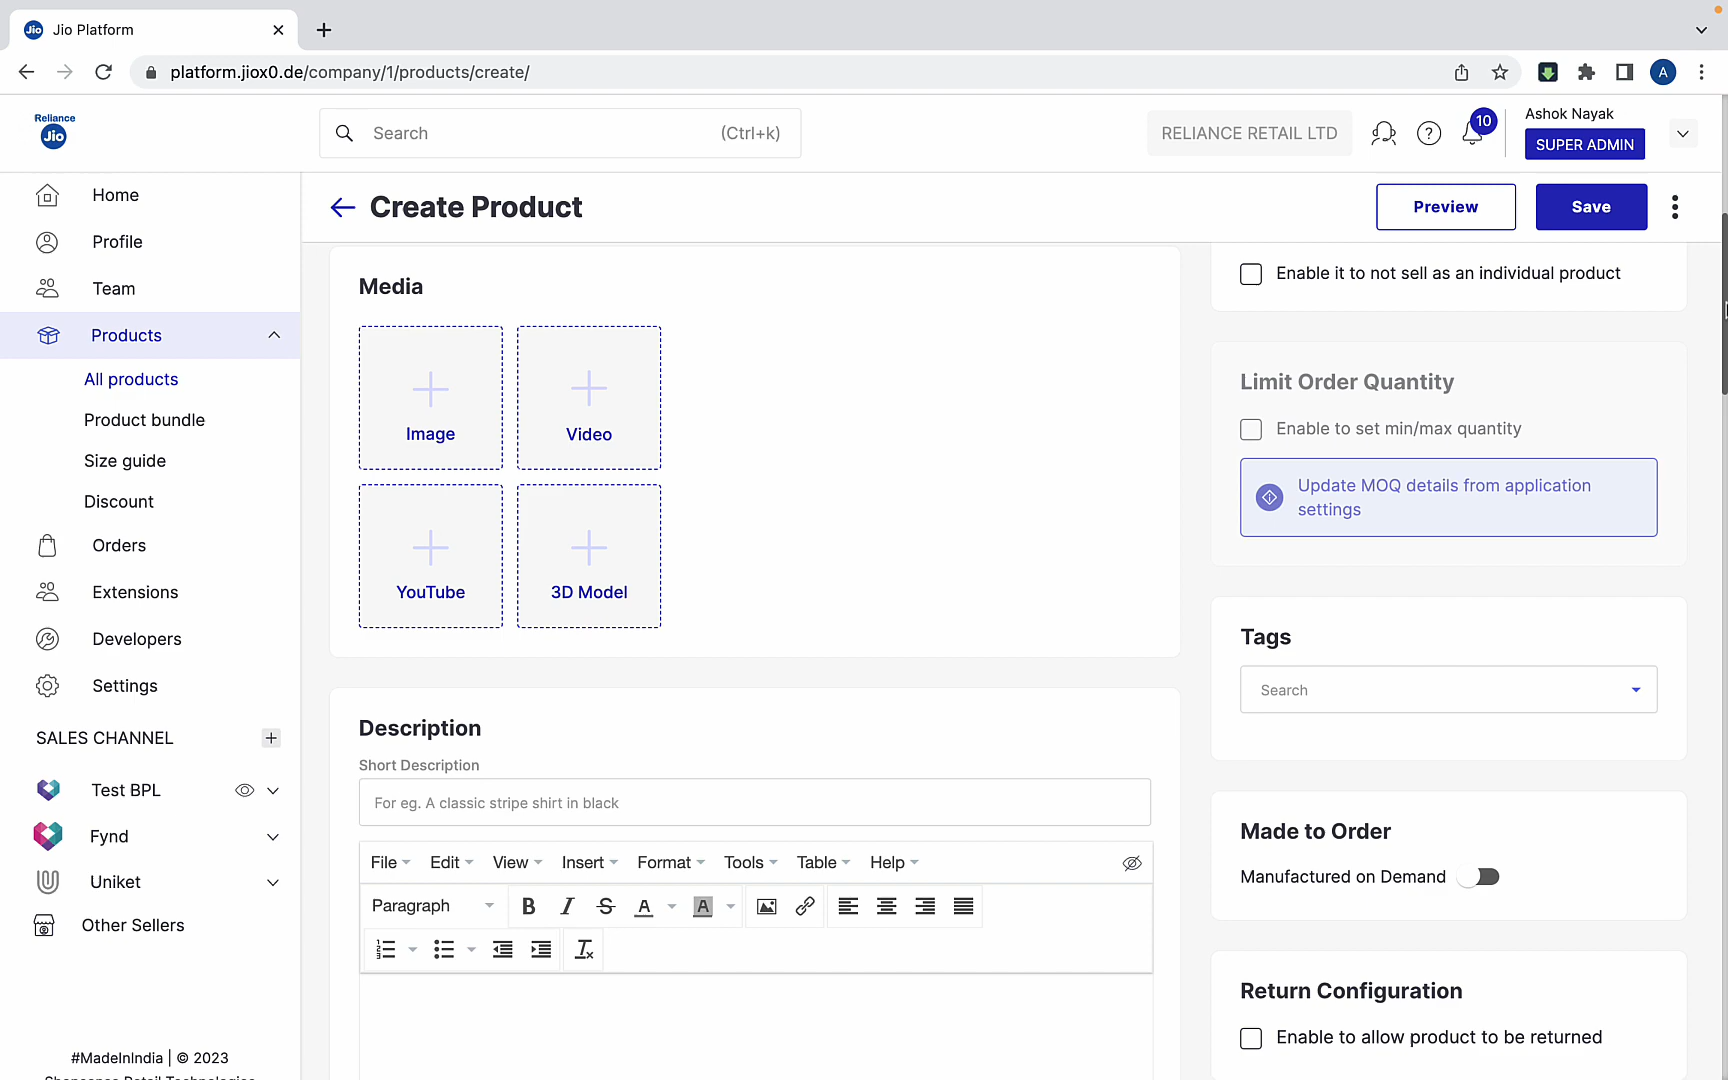 Jio Platform
platform.jiox0.de/company/1/products/create/
A
Reliance
Jio
Search (Ctrl+k)
RELIANCE RETAIL LTD
10
Ashok Nayak
SUPER ADMIN
Home
Profile
Team
Products
All products
Product bundle
Size guide
Discount
Orders
Extensions
Developers
Settings
SALES CHANNEL
Test BPL
Fynd
Uniket
Other Sellers
#MadeInIndia | © 2023
Create Product
Preview
Save
Media
Image
Video
YouTube
3D Model
Description
Short Description
For eg. A classic stripe shirt in black
File Edit View Insert Format Tools Table Help
Paragraph
Enable it to not sell as an individual product
Limit Order Quantity
Enable to set min/max quantity
Update MOQ details from application
settings
Tags
Search
Made to Order
Manufactured on Demand
Return Configuration
Enable to allow product to be returned